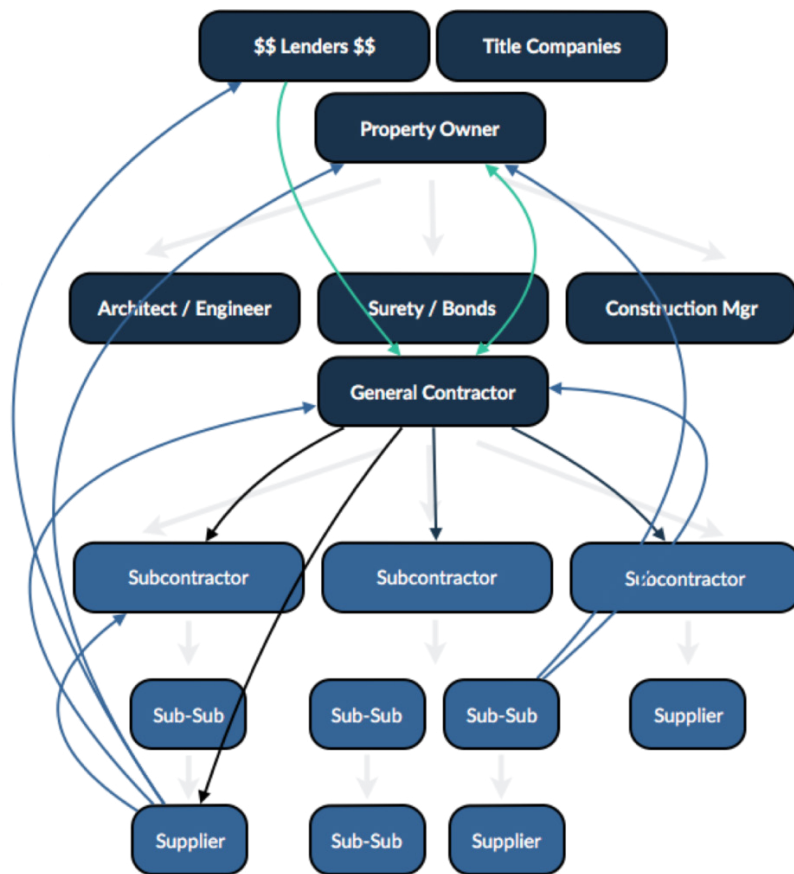 $$ Lenders $$
Title Companies
Property Owner
Architect / Engineer
Surety / Bonds
Construction Mgr
General Contractor
Subcontractor
Subcontractor
Subcontractor
Sub-Sub
Sub-Sub
Sub-Sub
Supplier
Supplier
Sub-Sub
Supplier